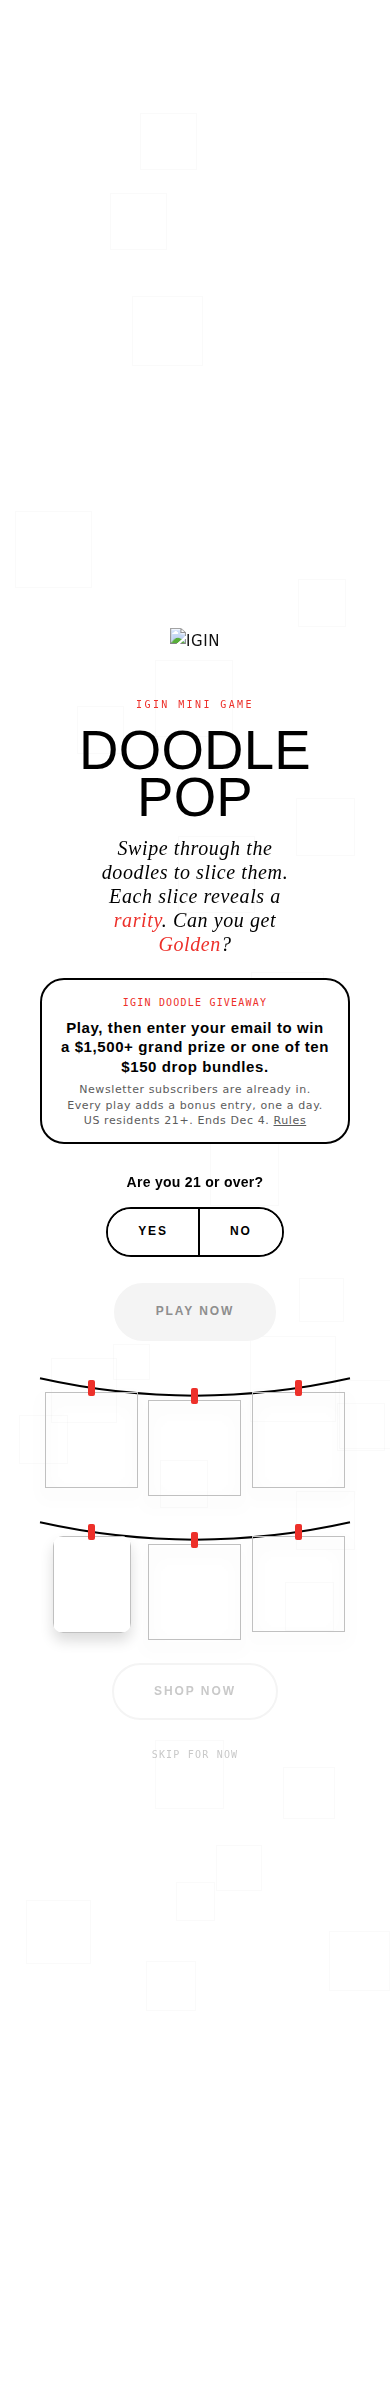 IGIN
IGIN MINI GAME
DOODLE
POP
Swipe through the
doodles to slice them.
Each slice reveals a
rarity. Can you get
Golden?
IGIN DOODLE GIVEAWAY
Play, then enter your email to win
a $1,500+ grand prize or one of ten
$150 drop bundles.
Newsletter subscribers are already in.
Every play adds a bonus entry, one a day.
US residents 21+. Ends Dec 4. Rules
Are you 21 or over?
YES NO
PLAY NOW
SHOP NOW
SKIP FOR NOW